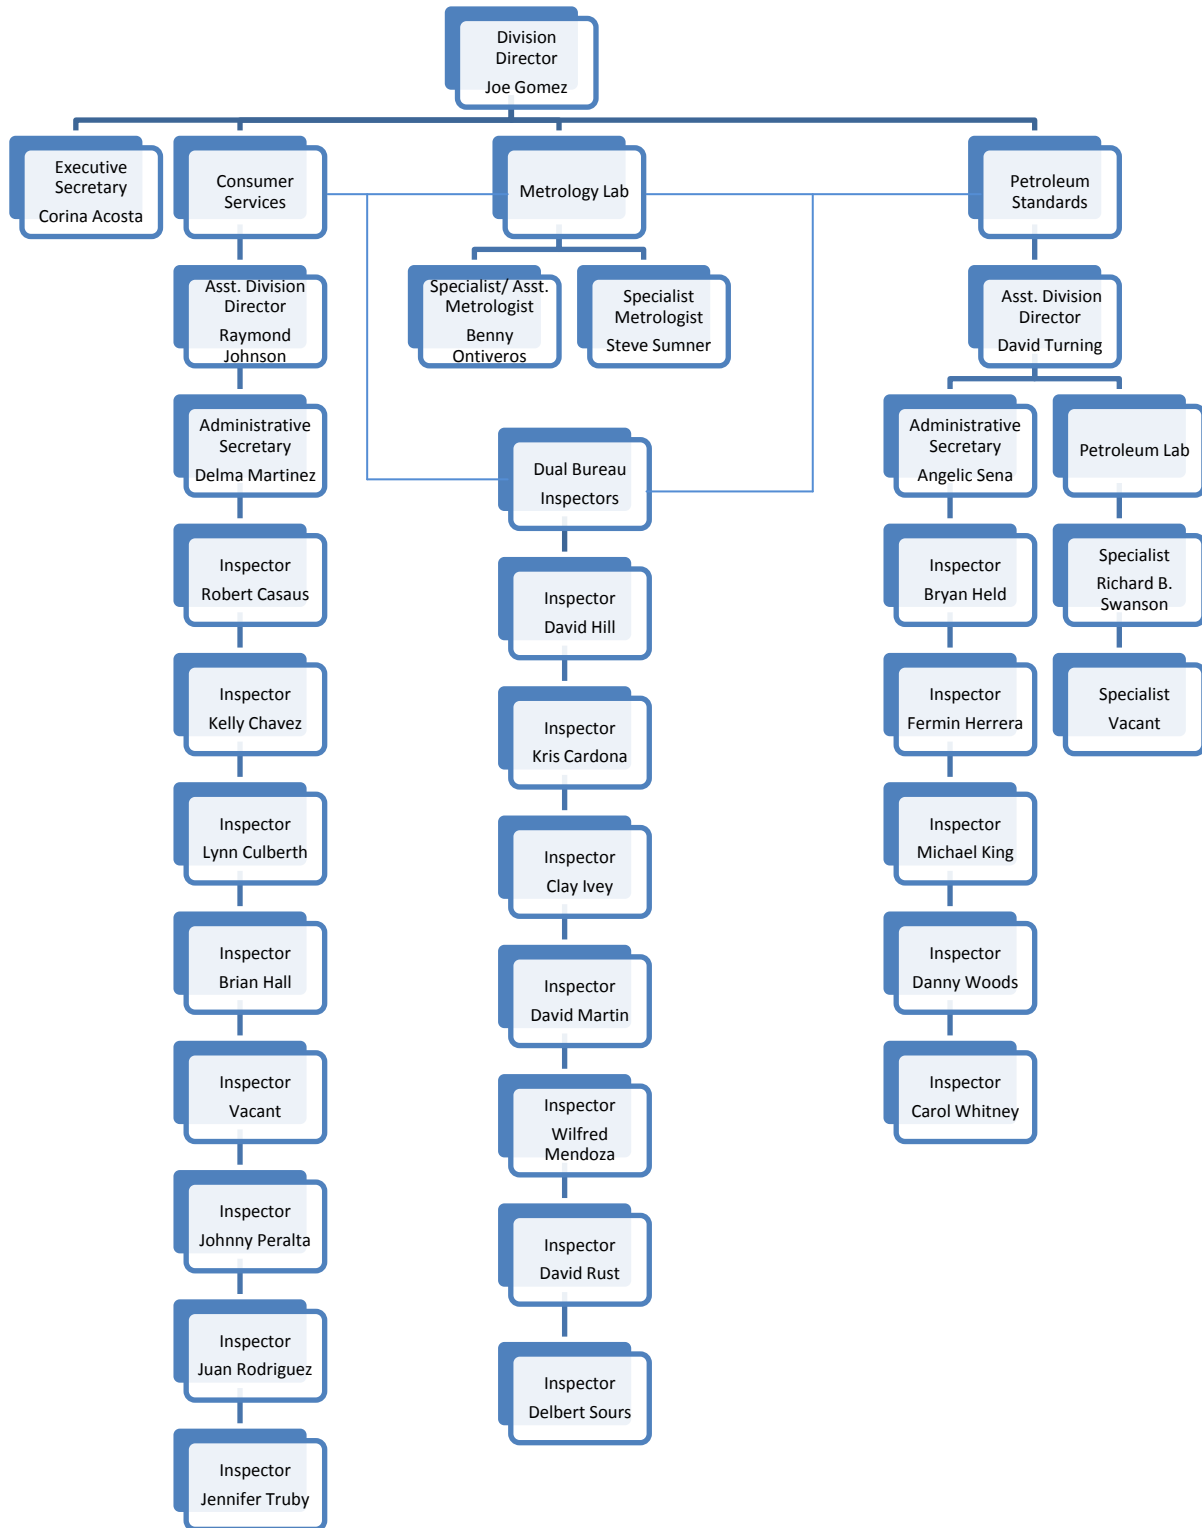 Division
Director
Joe Gomez
Executive
Secretary
Corina Acosta
Consumer
Services
Metrology Lab
Petroleum
Standards
Asst. Division
Director
Raymond
Johnson
Specialist/ Asst.
Metrologist
Benny
Ontiveros
Specialist
Metrologist
Steve Sumner
Asst. Division
Director
David Turning
Administrative
Secretary
Delma Martinez
Dual Bureau
Inspectors
Administrative
Secretary
Angelic Sena
Petroleum Lab
Inspector
Robert Casaus
Inspector
David Hill
Inspector
Bryan Held
Specialist
Richard B.
Swanson
Inspector
Kelly Chavez
Inspector
Kris Cardona
Inspector
Fermin Herrera
Specialist
Vacant
Inspector
Lynn Culberth
Inspector
Clay Ivey
Inspector
Michael King
Inspector
Brian Hall
Inspector
David Martin
Inspector
Danny Woods
Inspector
Vacant
Inspector
Wilfred
Mendoza
Inspector
Carol Whitney
Inspector
Johnny Peralta
Inspector
David Rust
Inspector
Juan Rodriguez
Inspector
Delbert Sours
Inspector
Jennifer Truby